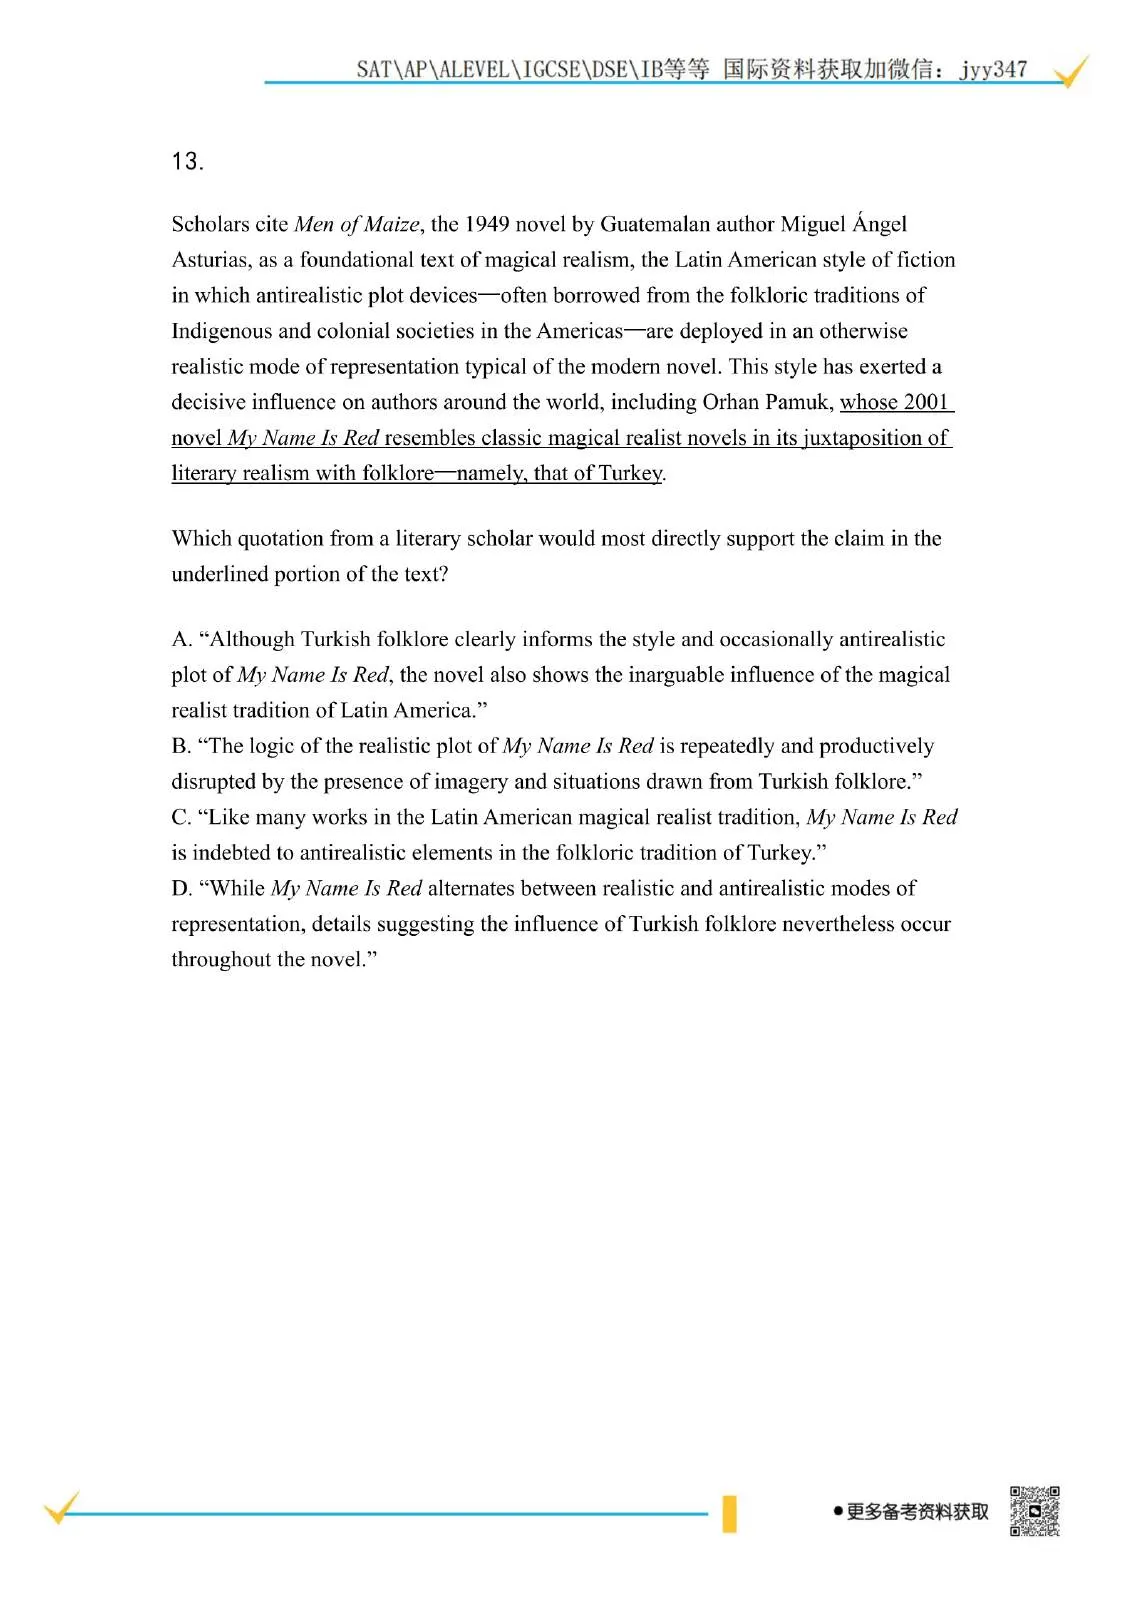 SAT\AP\ALEVEL\IGCSE\DSE\IB等等 国际资料获取加微信：jyy347
13.
Scholars cite Men of Maize, the 1949 novel by Guatemalan author Miguel Ángel
Asturias, as a foundational text of magical realism, the Latin American style of fiction
in which antirealistic plot devices—often borrowed from the folkloric traditions of
Indigenous and colonial societies in the Americas—are deployed in an otherwise
realistic mode of representation typical of the modern novel. This style has exerted a
decisive influence on authors around the world, including Orhan Pamuk, whose 2001
novel My Name Is Red resembles classic magical realist novels in its juxtaposition of
literary realism with folklore—namely, that of Turkey.
Which quotation from a literary scholar would most directly support the claim in the
underlined portion of the text?
A. “Although Turkish folklore clearly informs the style and occasionally antirealistic
plot of My Name Is Red, the novel also shows the inarguable influence of the magical
realist tradition of Latin America.”
B. “The logic of the realistic plot of My Name Is Red is repeatedly and productively
disrupted by the presence of imagery and situations drawn from Turkish folklore.”
C. “Like many works in the Latin American magical realist tradition, My Name Is Red
is indebted to antirealistic elements in the folkloric tradition of Turkey.”
D. “While My Name Is Red alternates between realistic and antirealistic modes of
representation, details suggesting the influence of Turkish folklore nevertheless occur
throughout the novel.”
●更多备考资料获取